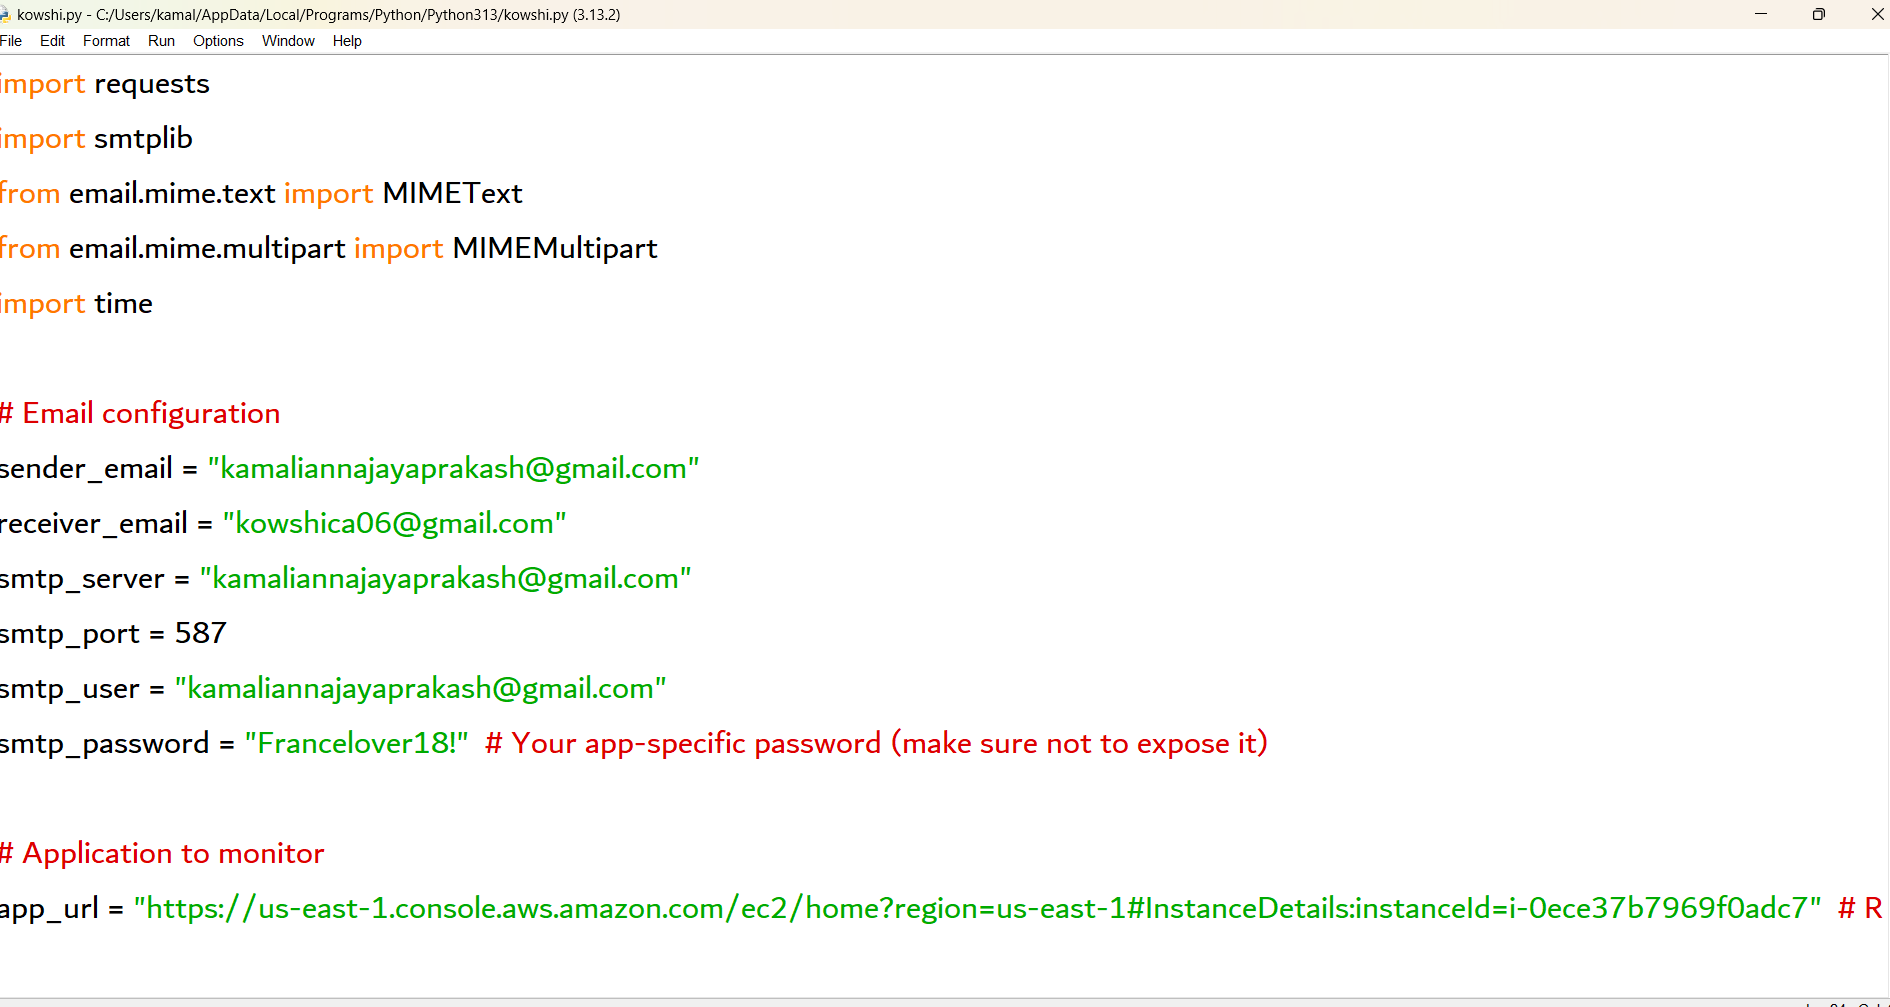 kowshi.py - C:/Users/kamal/AppData/Local/Programs/Python/Python313/kowshi.py (3.13.2)
File Edit Format Run Options Window Help
import requests
import smtplib
from email.mime.text import MIMEText
from email.mime.multipart import MIMEMultipart
import time
# Email configuration
sender_email = "kamaliannajayaprakash@gmail.com"
receiver_email = "kowshica06@gmail.com"
smtp_server = "kamaliannajayaprakash@gmail.com"
smtp_port = 587
smtp_user = "kamaliannajayaprakash@gmail.com"
smtp_password = "Francelover18!" # Your app-specific password (make sure not to expose it)
# Application to monitor
app_url = "https://us-east-1.console.aws.amazon.com/ec2/home?region=us-east-1#InstanceDetails:instanceId=i-0ece37b7969f0adc7" # R